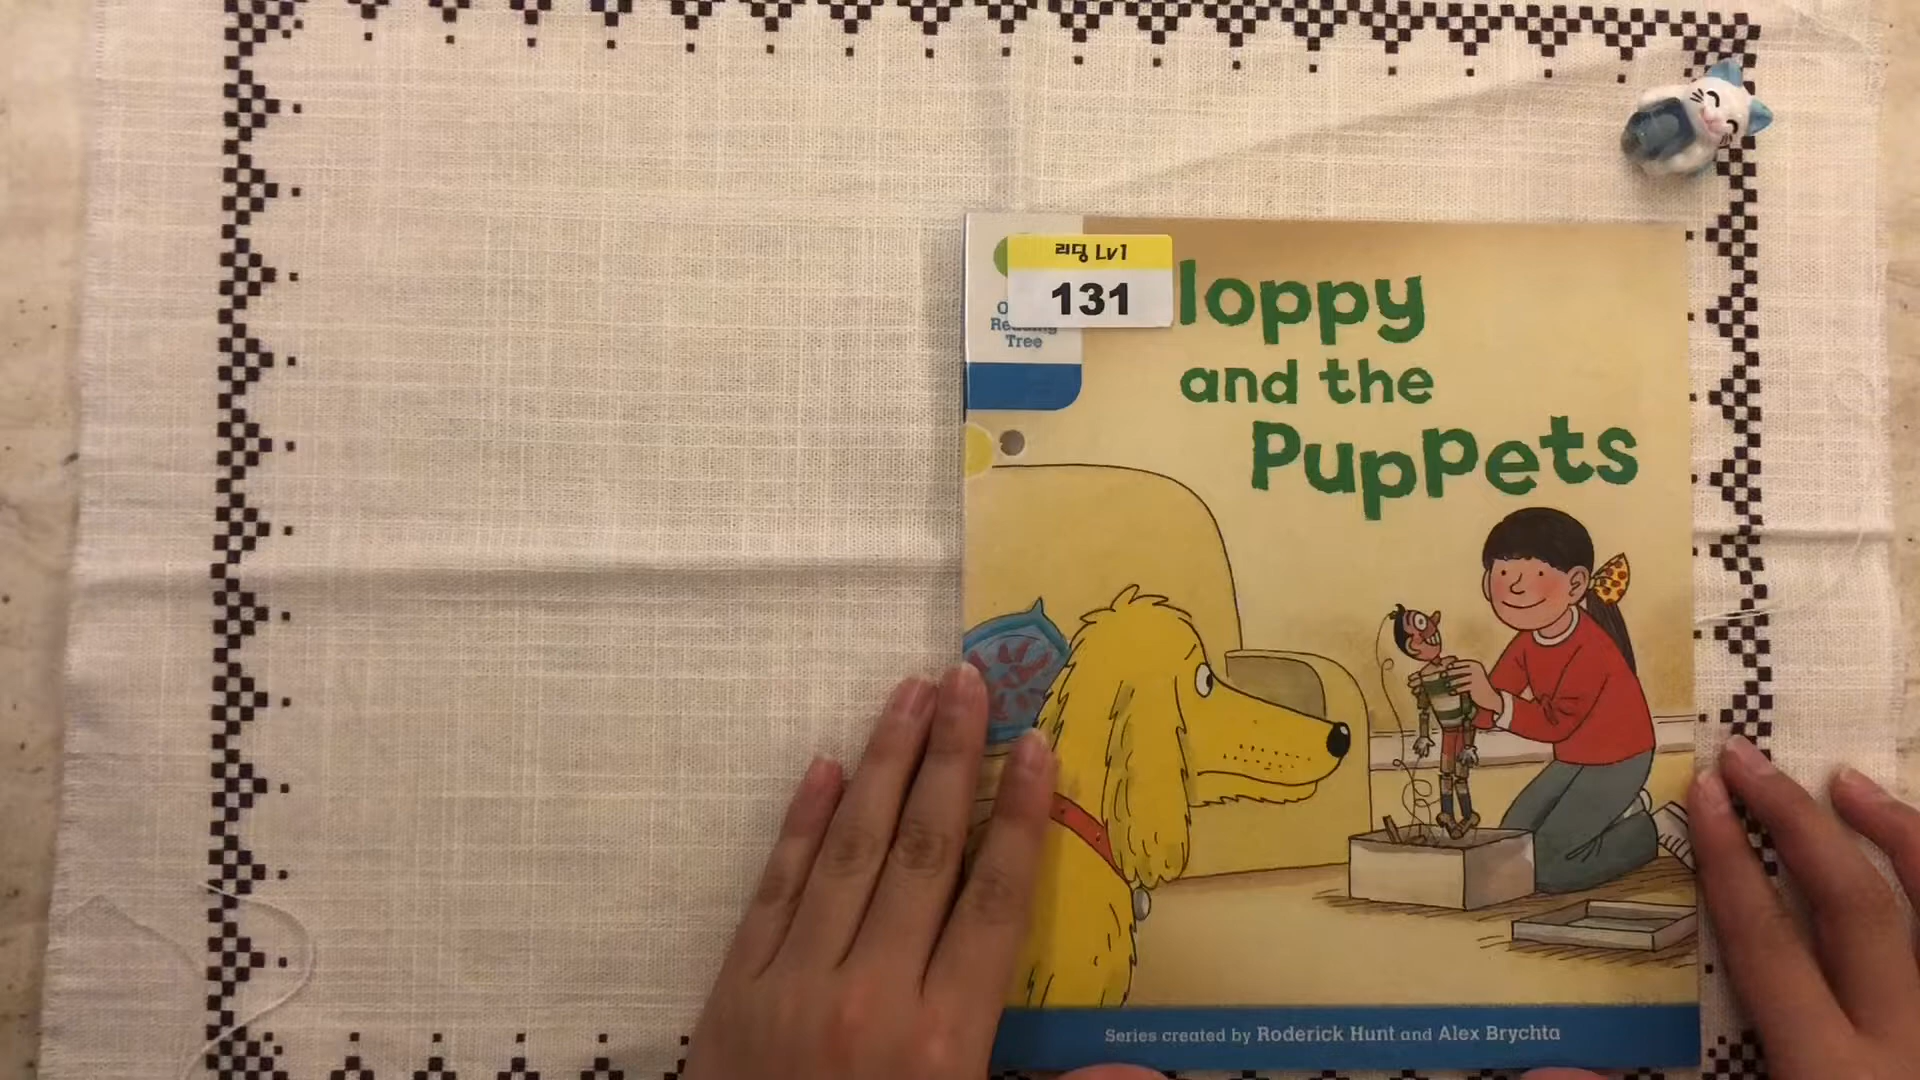 리딩 Lv1
131
Tree
loppy
and the
Puppets
Series created by Roderick Hunt and Alex Brychta